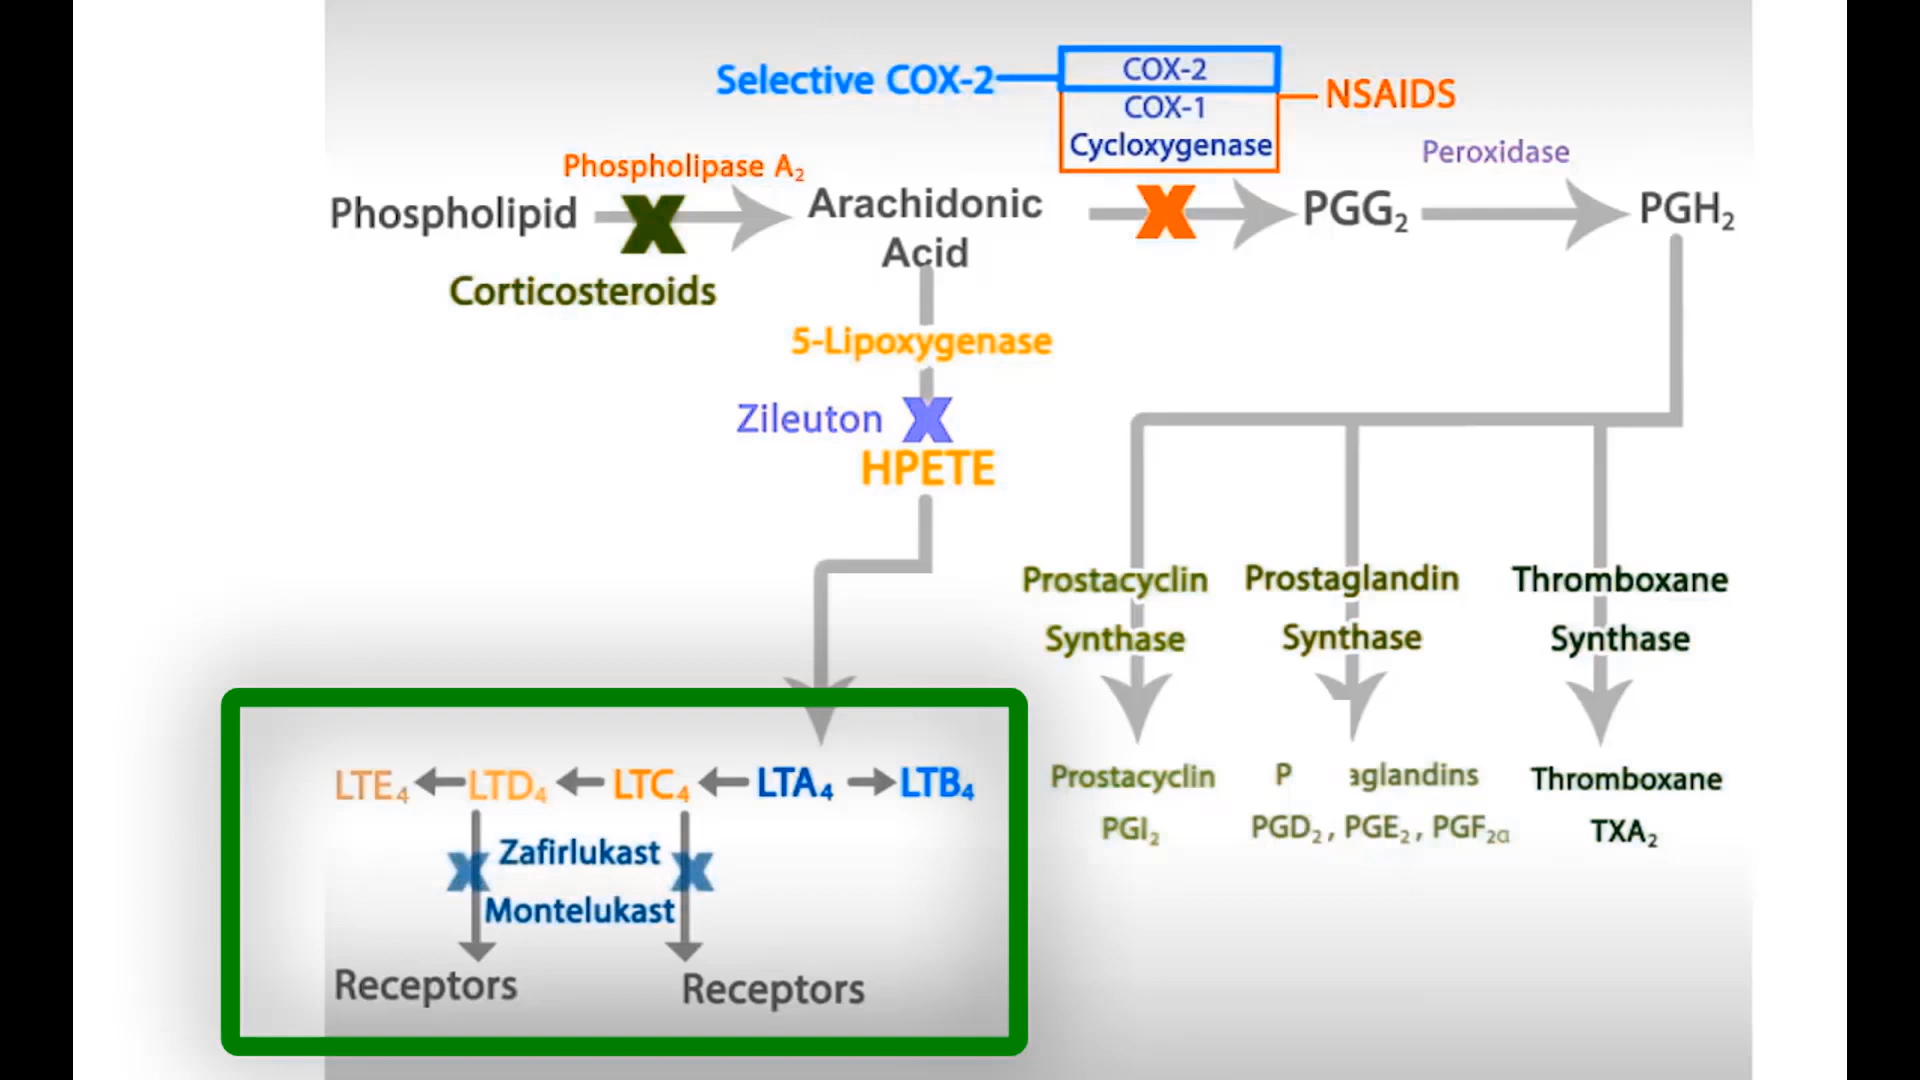 COX-2
Selective COX-2
COX-1
NSAIDS
Cycloxygenase
Peroxidase
Phospholipase A₂
Phospholipid
Arachidonic
Acid
PGG₂
PGH₂
Corticosteroids
5-Lipoxygenase
Zileuton
HPETE
Prostacyclin
Synthase
Prostaglandin
Synthase
Thromboxane
Synthase
LTE₄ LTD₄ LTC₄ LTA₄ LTB₄
Prostacyclin
PGI₂
P aglandins
PGD₂, PGE₂, PGF₂α
Thromboxane
TXA₂
Zafirlukast
Montelukast
Receptors
Receptors